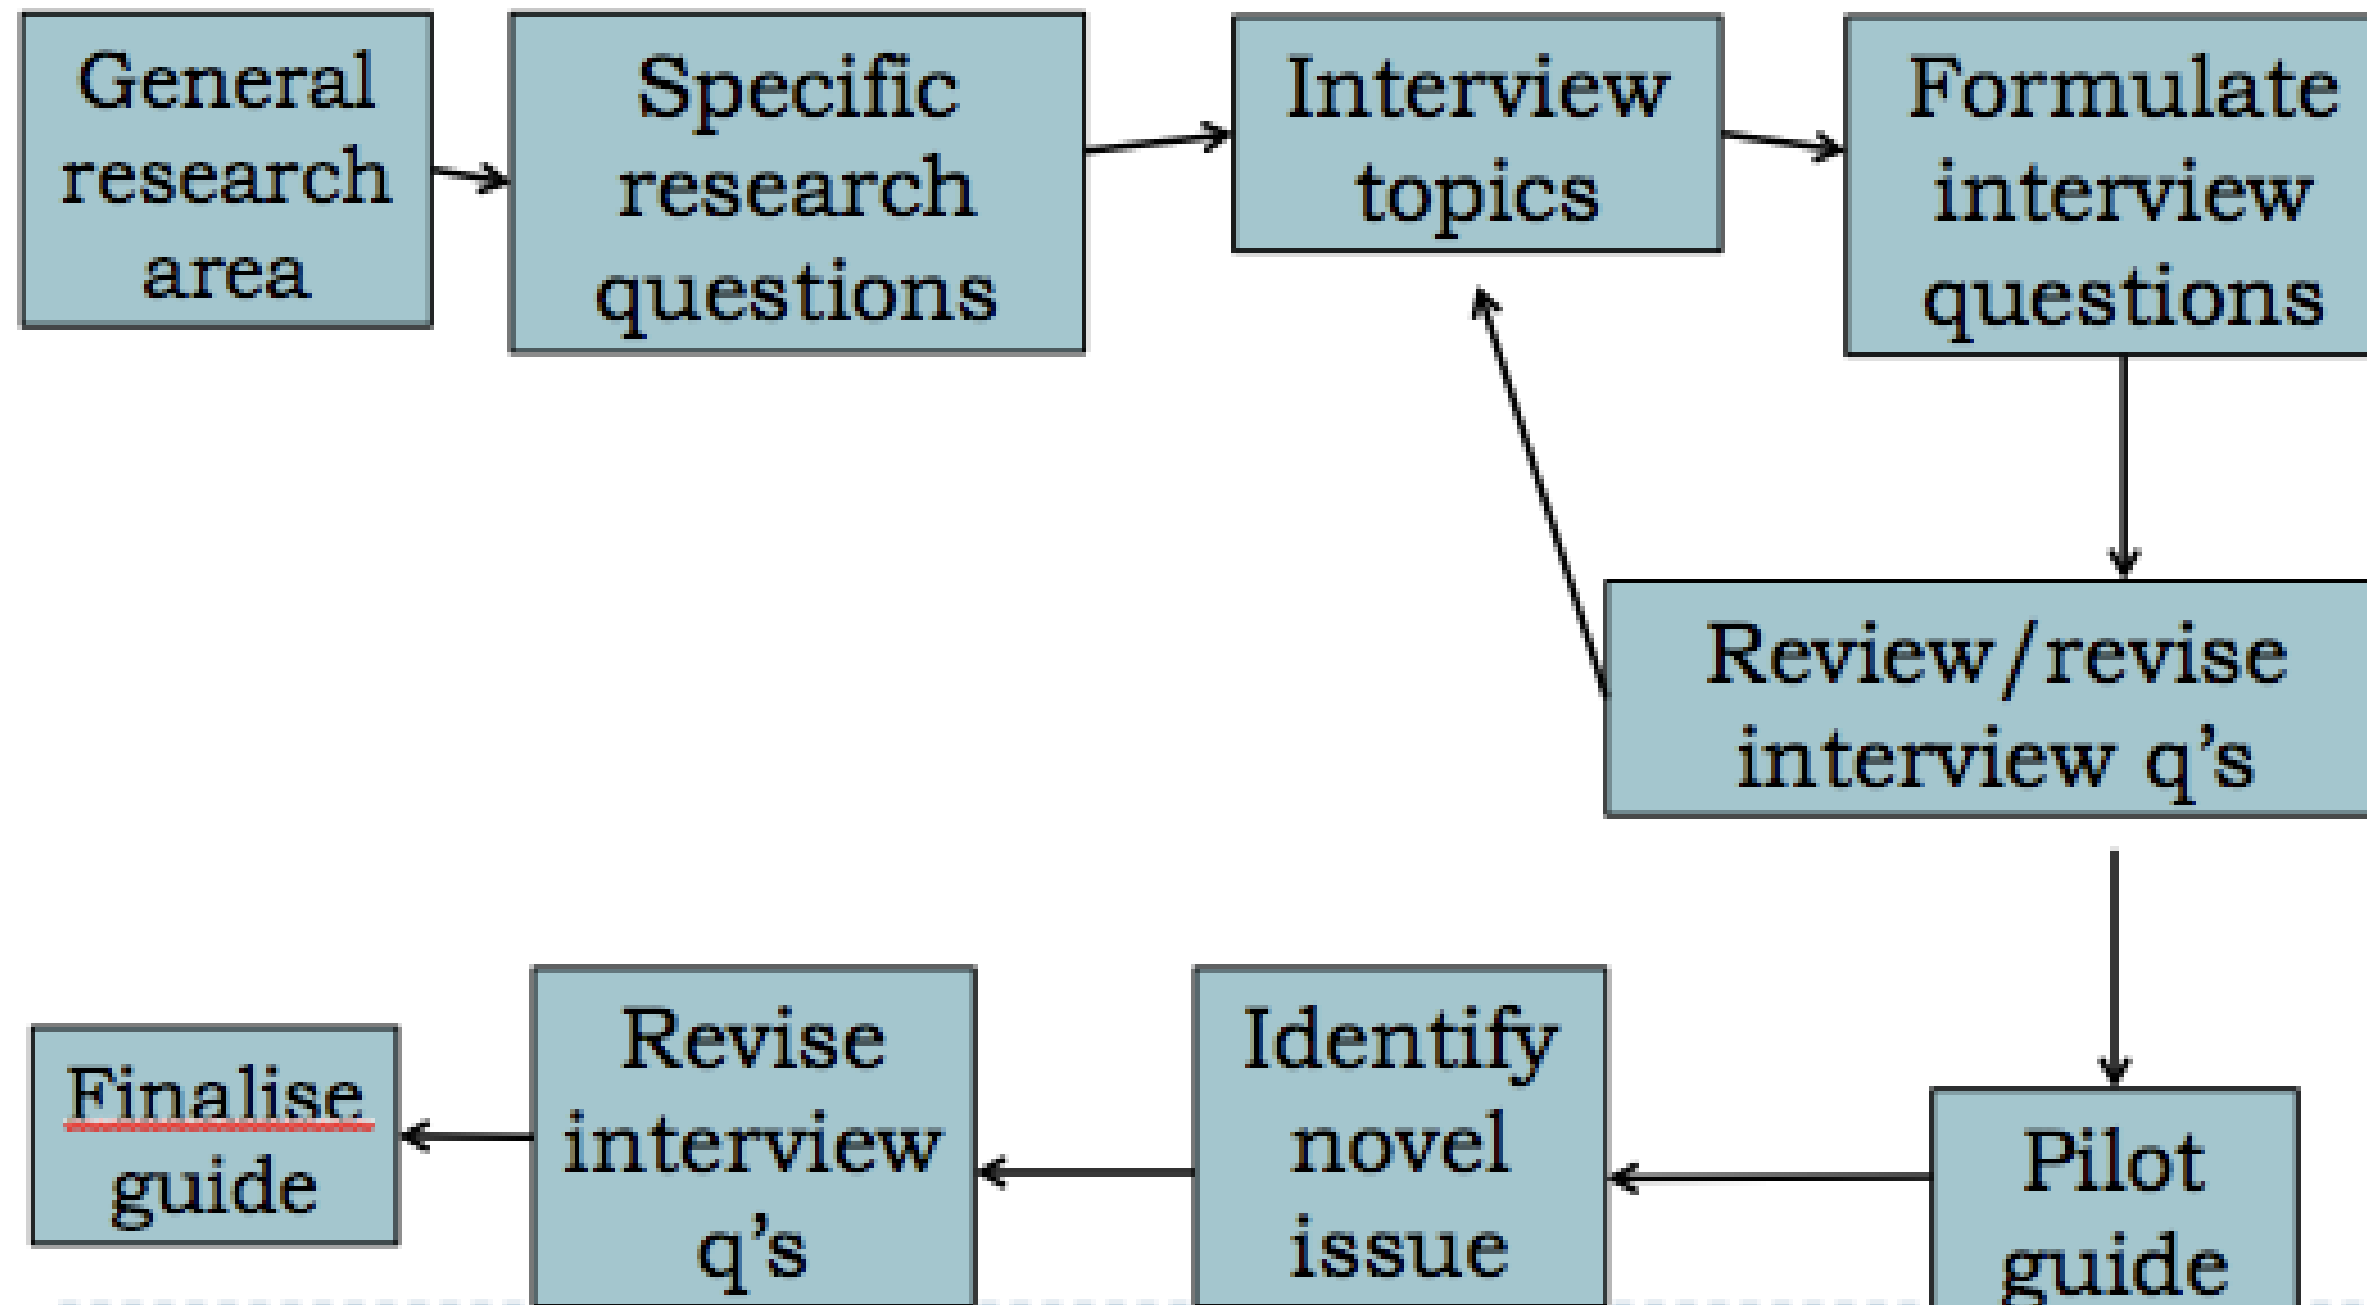 General
research
area
Specific
research
questions
Interview
topics
Formulate
interview
questions
Review/revise
interview q’s
Pilot
guide
Identify
novel
issue
Revise
interview
q’s
Finalise
guide